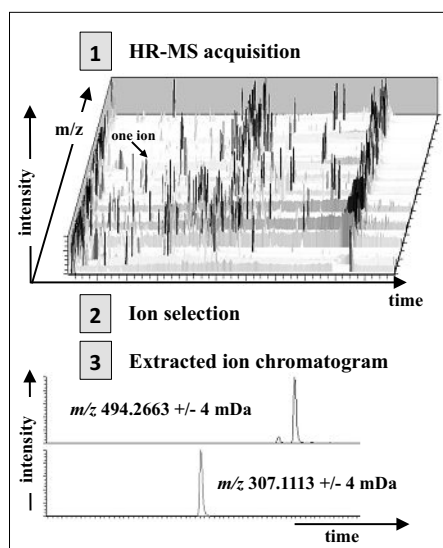 1 HR-MS acquisition
m/z
one ion
intensity
time
2 Ion selection
3 Extracted ion chromatogram
m/z 494.2663 +/- 4 mDa
intensity
m/z 307.1113 +/- 4 mDa
time